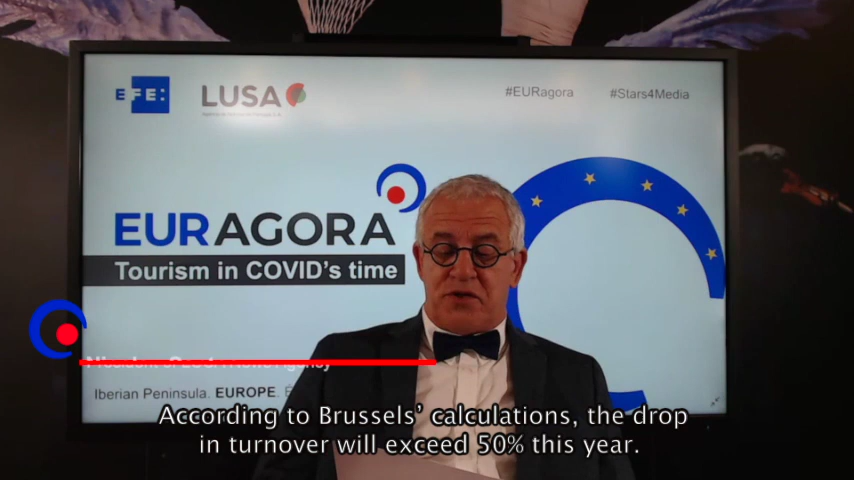 EFE:
LUSA
#EURagora
#Stars4Media
EURAGORA
Tourism in COVID's time
Iberian Peninsula. EUROPE.
According to Brussels' calculations, the drop
in turnover will exceed 50% this year.